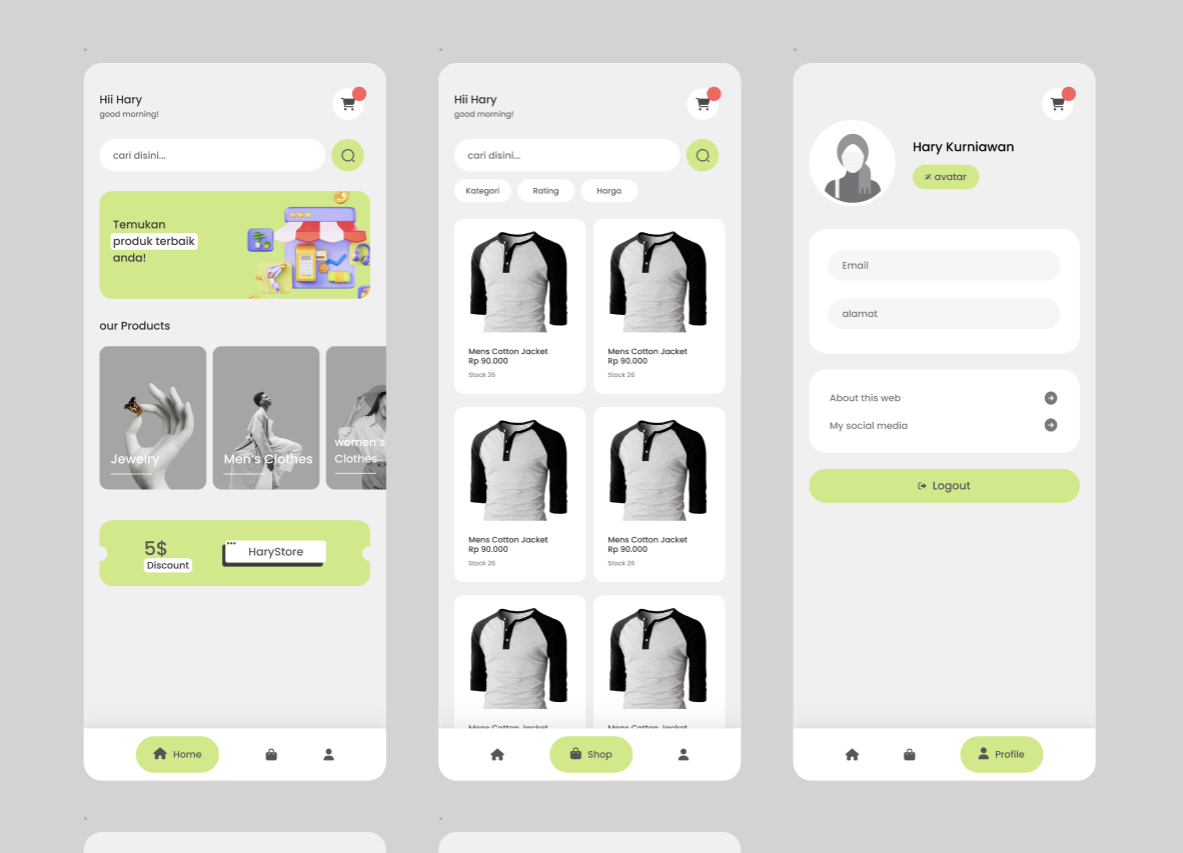 Hii Hary
good morning!
cari disini...
Temukan
produk terbaik
anda!
our Products
Jewelry
Men's Clothes
women's
Clothes
5$
Discount
HaryStore
Home
Hii Hary
good morning!
cari disini...
Kategori
Rating
Harga
Mens Cotton Jacket
Rp 90.000
Stock 26
Mens Cotton Jacket
Rp 90.000
Stock 26
Mens Cotton Jacket
Rp 90.000
Stock 26
Mens Cotton Jacket
Rp 90.000
Stock 26
Mens Cotton Jacket
Mens Cotton Jacket
Shop
Hary Kurniawan
avatar
Email
alamat
About this web
My social media
Logout
Profile